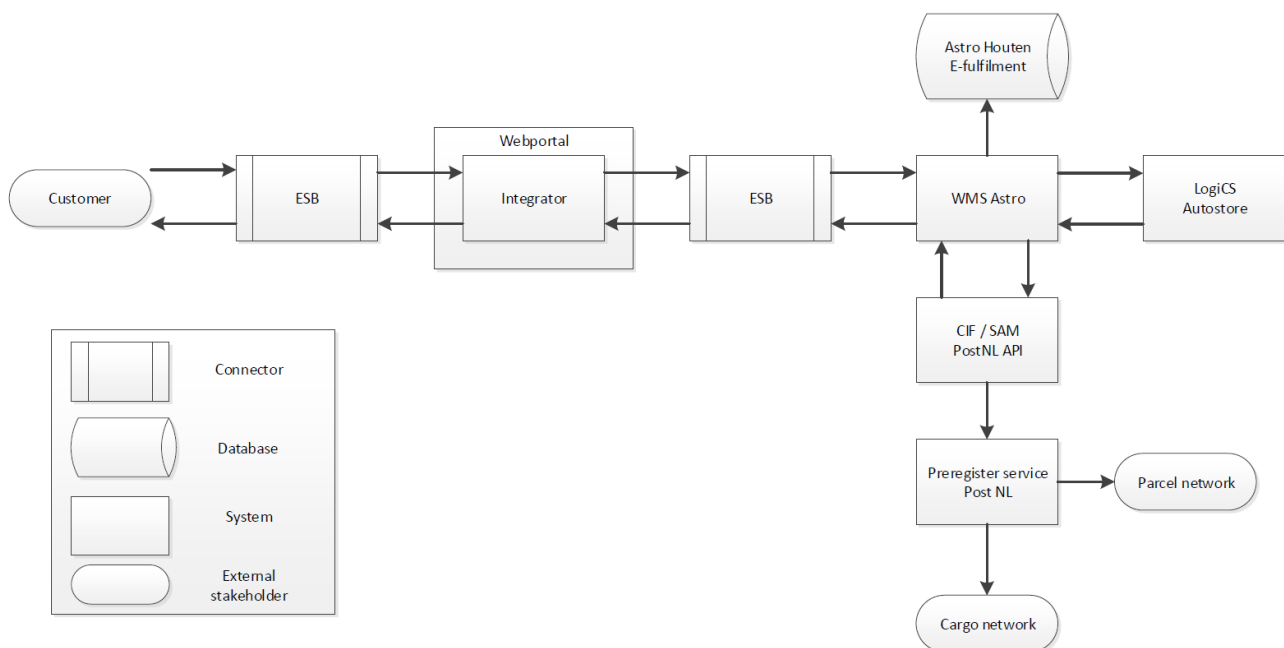 Astro Houten
E-fulfilment
Webportal
Customer
ESB
Integrator
ESB
WMS Astro
LogiCS
Autostore
CIF / SAM
PostNL API
Preregister service
Post NL
Parcel network
Cargo network
Connector
Database
System
External
stakeholder